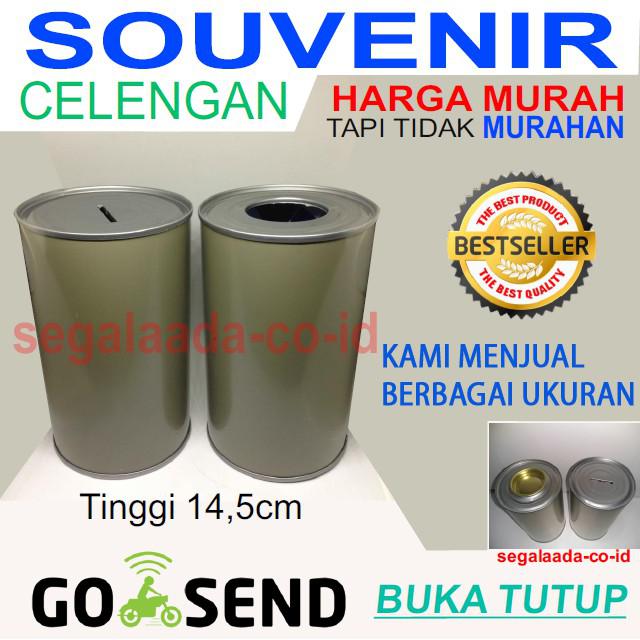 SOUVENIR
CELENGAN
HARGA MURAH
TAPI TIDAK MURAHAN
THE BEST PRODUCT
BESTSELLER
THE BEST QUALITY
segalaada-co-id
KAMI MENJUAL
BERBAGAI UKURAN
Tinggi 14,5cm
segalaada-co-id
GO SEND
BUKA TUTUP